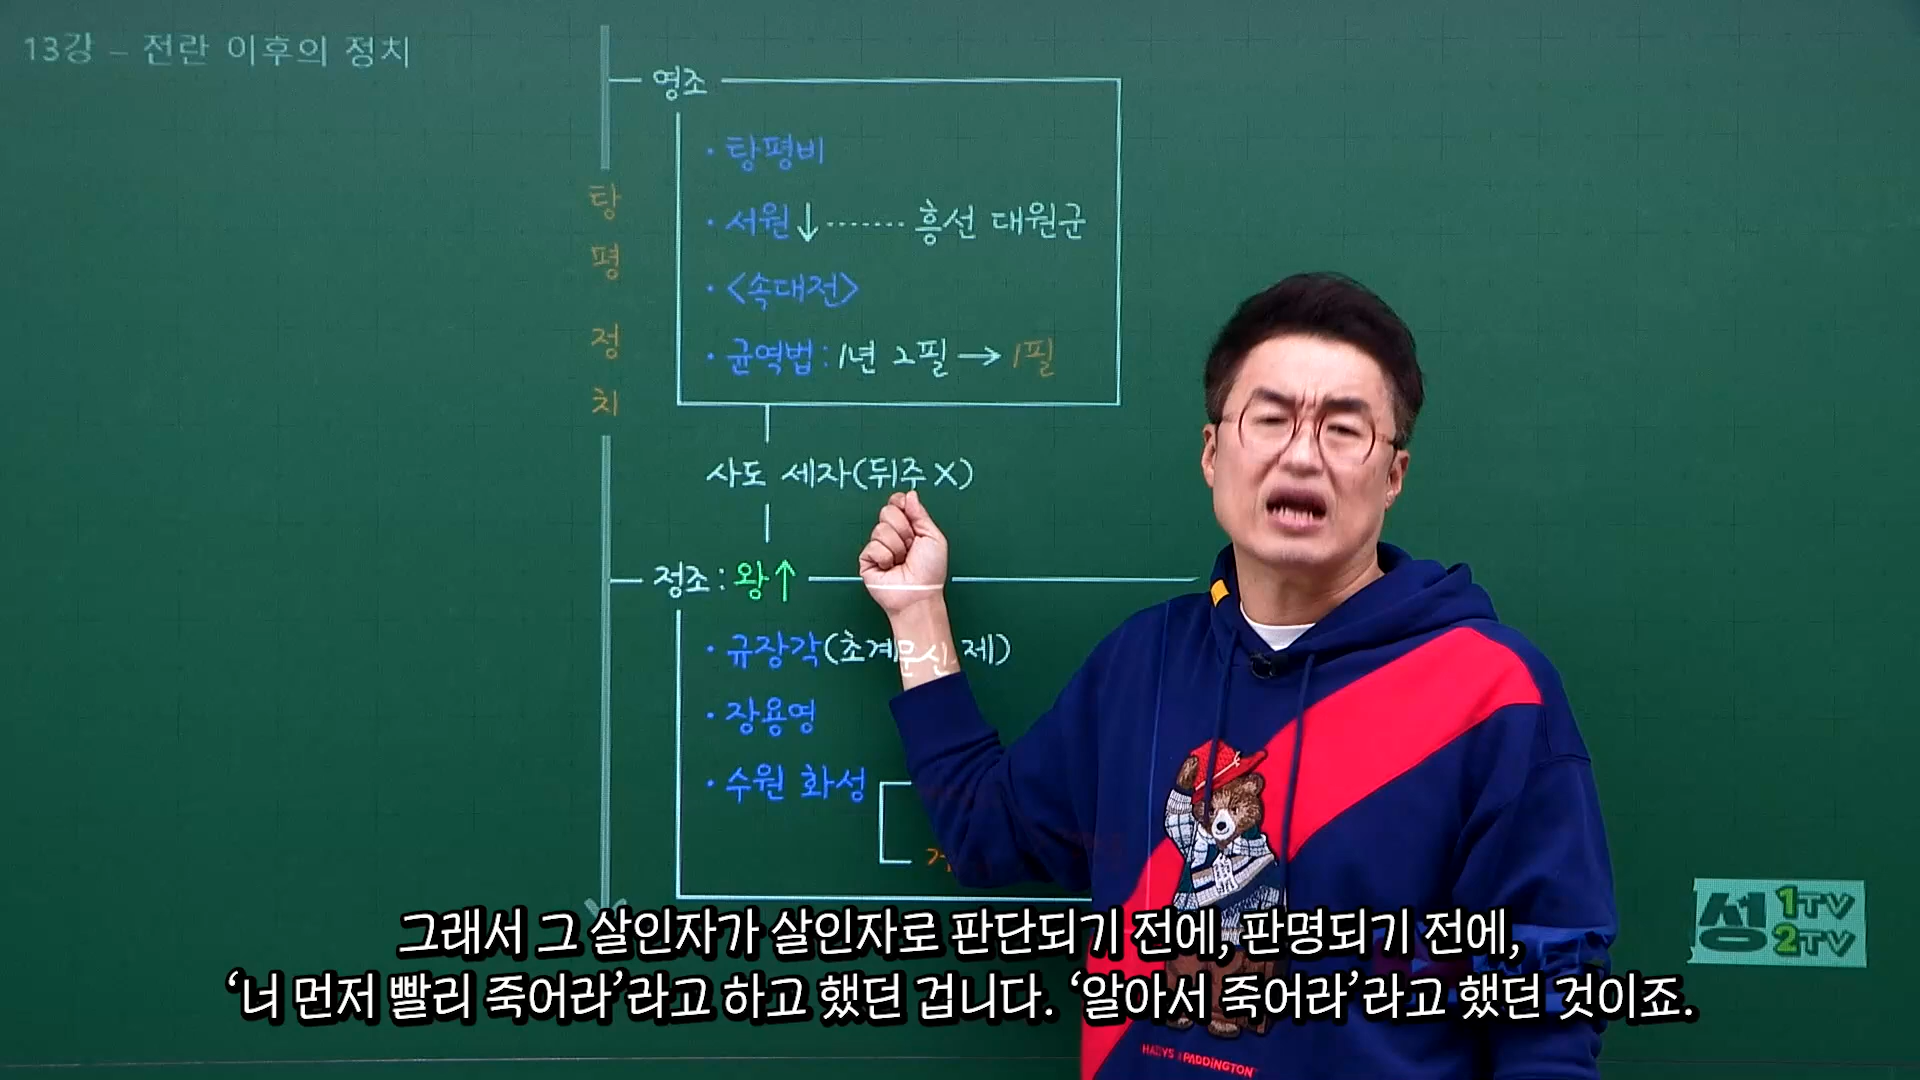 13강 – 전란 이후의 정치
탕평정치
영조
· 탕평비
· 서원↓ ········ 흥선 대원군
· <속대전>
· 균역법 : 1년 2필 → 1필
사도 세자(뒤주 X)
정조 : 왕↑
· 규장각(초계문신 제)
· 장용영
· 수원 화성
성 1TV 2TV
HAZZYS PADDINGTON
그래서 그 살인자가 살인자로 판단되기 전에, 판명되기 전에,
‘너 먼저 빨리 죽어라’라고 하고 했던 겁니다. ‘알아서 죽어라’라고 했던 것이죠.